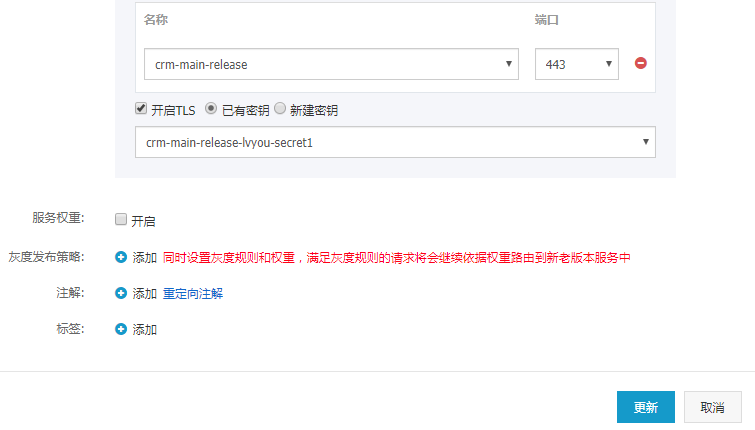 名称 端口
crm-main-release 443
开启TLS 已有密钥 新建密钥
crm-main-release-lvyou-secret1
服务权重: 开启
灰度发布策略: 添加 同时设置灰度规则和权重，满足灰度规则的请求将会继续依据权重路由到新老版本服务中
注解: 添加 重定向注解
标签: 添加
更新 取消